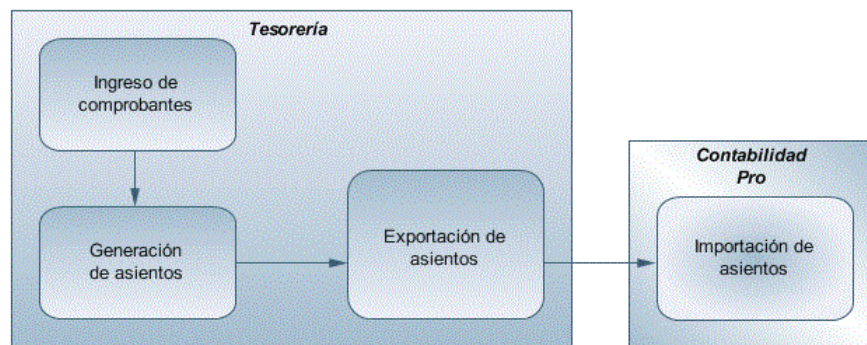 Tesorería
Ingreso de
comprobantes
Generación
de asientos
Exportación de
asientos
Contabilidad
Pro
Importación de
asientos